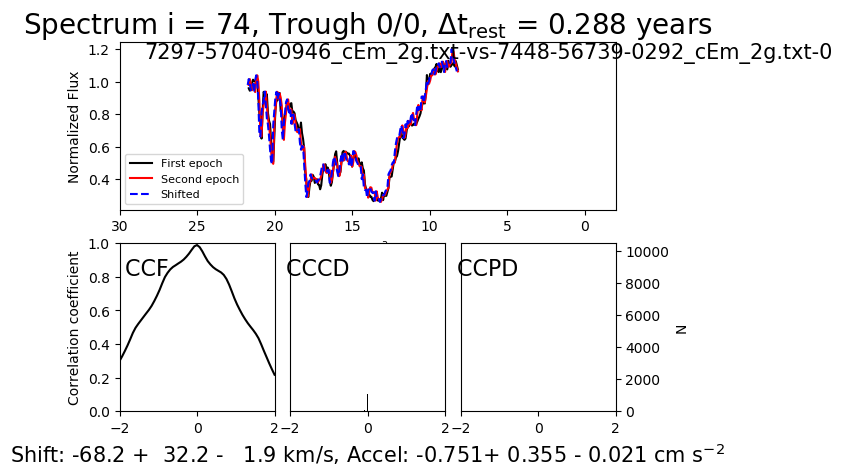 Spectrum i = 74, Trough 0/0, Δt_rest = 0.288 years
7297-57040-0946_cEm_2g.txt-vs-7448-56739-0292_cEm_2g.txt-0
Normalized Flux
1.2
1.0
0.8
0.6
0.4
First epoch
Second epoch
Shifted
30 25 20 15 10 5 0
Correlation coefficient
1.0
0.8
0.6
0.4
0.2
0.0
CCF
CCCD
CCPD
10000
8000
6000
4000
2000
0
N
−2 0 2
−2 0 2
−2 0 2
Shift: -68.2 + 32.2 - 1.9 km/s, Accel: -0.751+ 0.355 - 0.021 cm s⁻²